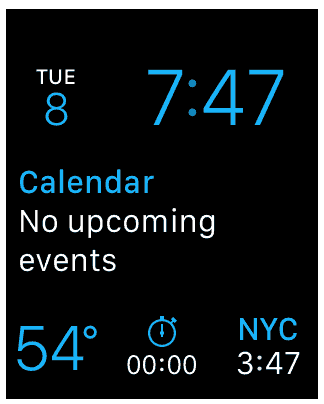 TUE
8
7:47
Calendar
No upcoming
events
54°
00:00
NYC
3:47